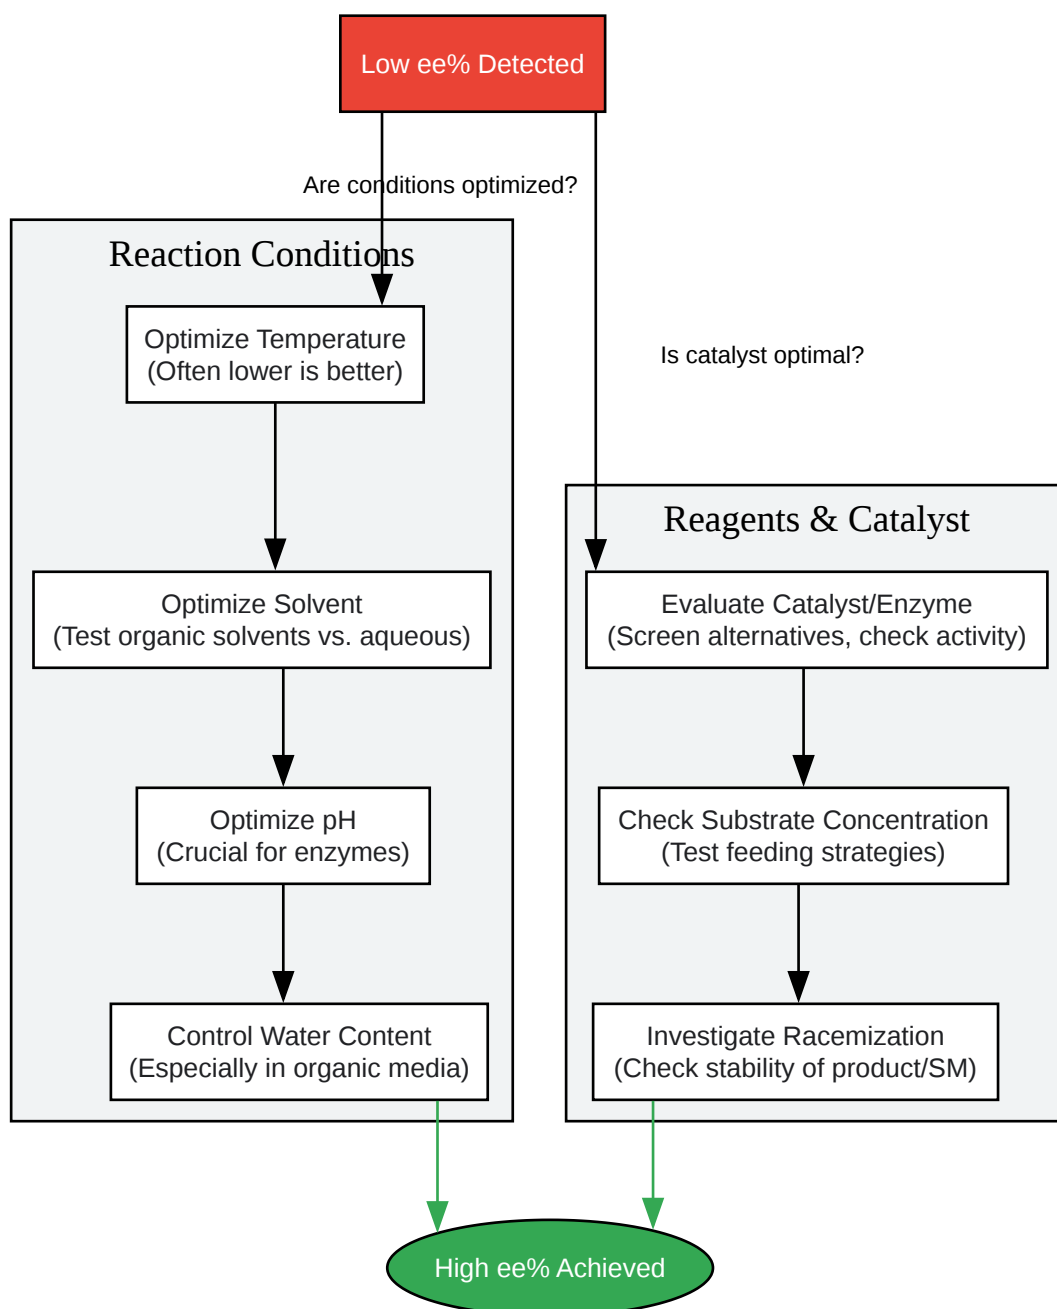 Low ee% Detected
Are conditions optimized?
Reaction Conditions
Optimize Temperature
(Often lower is better)
Is catalyst optimal?
Reagents & Catalyst
Optimize Solvent
(Test organic solvents vs. aqueous)
Evaluate Catalyst/Enzyme
(Screen alternatives, check activity)
Optimize pH
(Crucial for enzymes)
Check Substrate Concentration
(Test feeding strategies)
Control Water Content
(Especially in organic media)
Investigate Racemization
(Check stability of product/SM)
High ee% Achieved